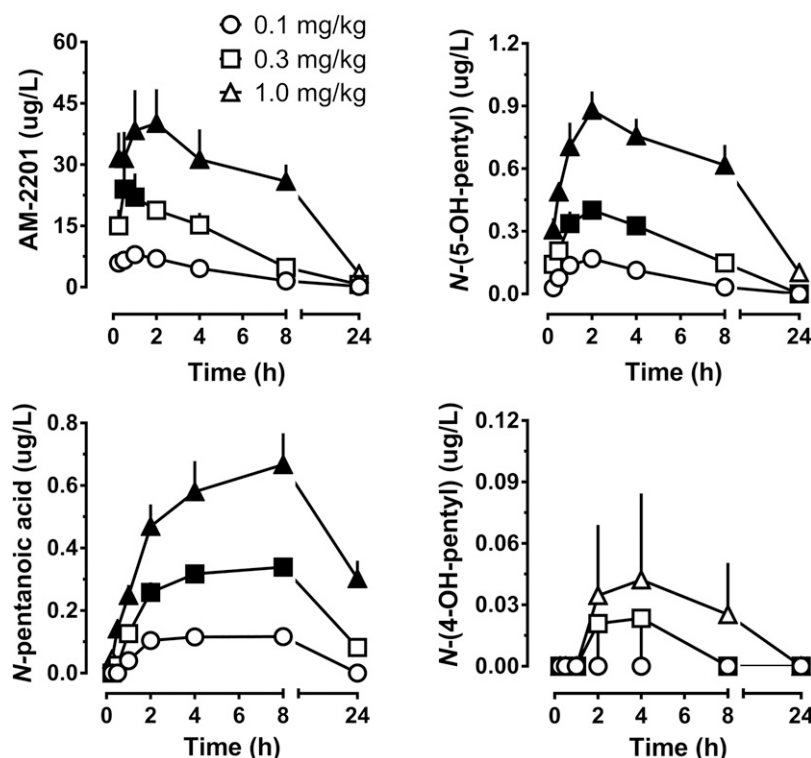 0.1 mg/kg
0.3 mg/kg
1.0 mg/kg
AM-2201 (ug/L)
60
45
30
15
0
0 2 4 6 8 24
Time (h)
N-(5-OH-pentyl) (ug/L)
1.2
0.9
0.6
0.3
0.0
0 2 4 6 8 24
Time (h)
N-pentanoic acid (ug/L)
0.8
0.6
0.4
0.2
0.0
0 2 4 6 8 24
Time (h)
N-(4-OH-pentyl) (ug/L)
0.12
0.09
0.06
0.03
0.00
0 2 4 6 8 24
Time (h)